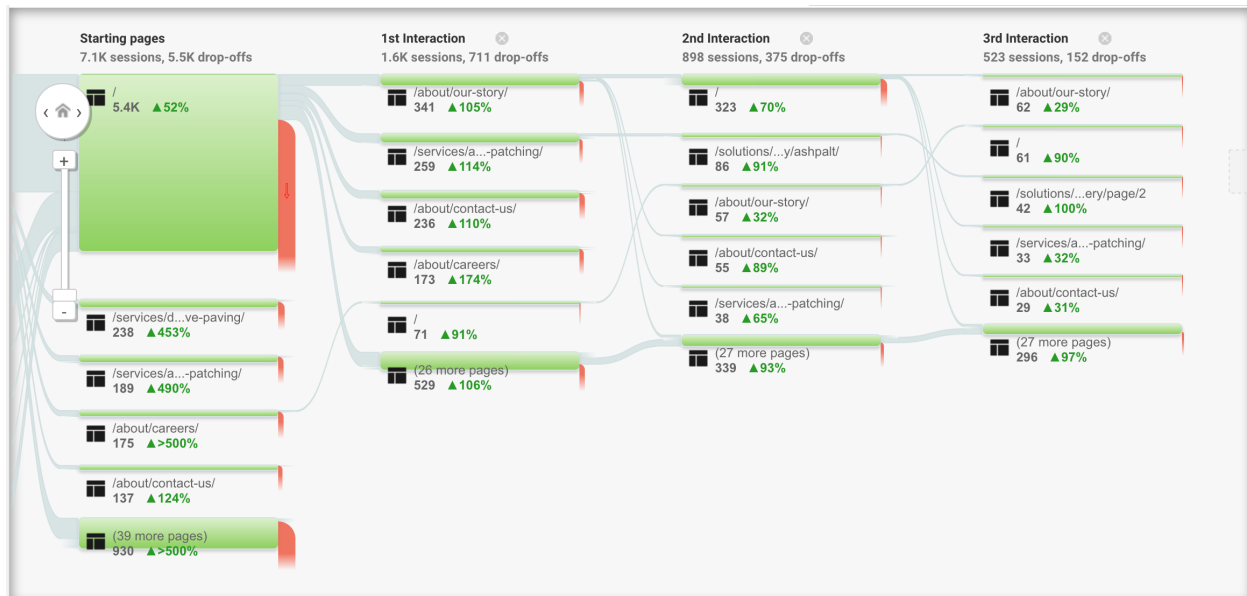 Starting pages
7.1K sessions, 5.5K drop-offs
/
5.4K ▲52%
/services/d...ve-paving/
238 ▲453%
/services/a...-patching/
189 ▲490%
/about/careers/
175 ▲>500%
/about/contact-us/
137 ▲124%
(39 more pages)
930 ▲>500%
+
-
1st Interaction
1.6K sessions, 711 drop-offs
/about/our-story/
341 ▲105%
/services/a...-patching/
259 ▲114%
/about/contact-us/
236 ▲110%
/about/careers/
173 ▲174%
/
71 ▲91%
(26 more pages)
529 ▲106%
2nd Interaction
898 sessions, 375 drop-offs
/
323 ▲70%
/solutions/...y/ashpalt/
86 ▲91%
/about/our-story/
57 ▲32%
/about/contact-us/
55 ▲89%
/services/a...-patching/
38 ▲65%
(27 more pages)
339 ▲93%
3rd Interaction
523 sessions, 152 drop-offs
/about/our-story/
62 ▲29%
/
61 ▲90%
/solutions/...ery/page/2
42 ▲100%
/services/a...-patching/
33 ▲32%
/about/contact-us/
29 ▲31%
(27 more pages)
296 ▲97%